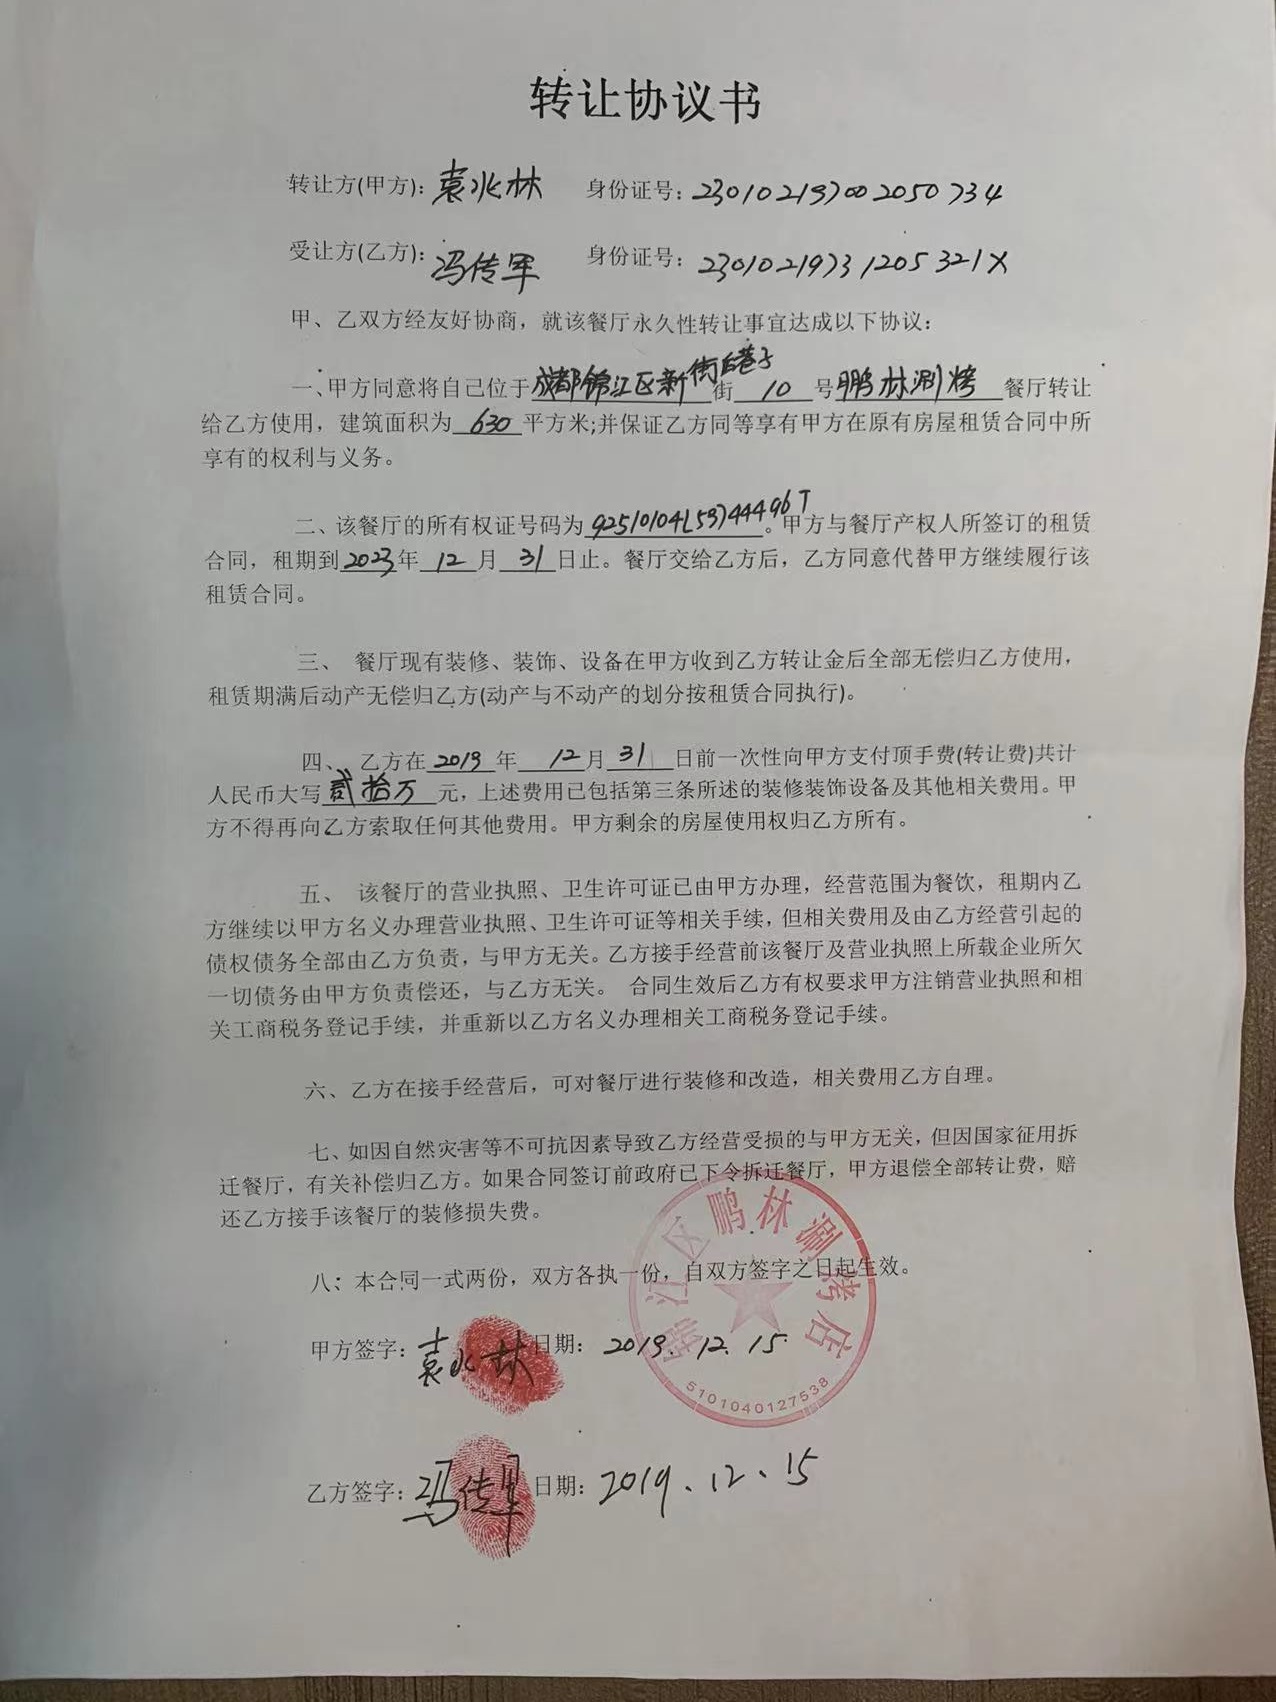 转让协议书
转让方(甲方): 袁兆林 身份证号: 230102197002050734
受让方(乙方): 冯传军 身份证号: 23010219731205321X
甲、乙双方经友好协商，就该餐厅永久性转让事宜达成以下协议：
一、甲方同意将自己位于成都锦江区新街后巷子街 10 号鹏林涮烤 餐厅转让
给乙方使用，建筑面积为 630 平方米;并保证乙方同等享有甲方在原有房屋租赁合同中所
享有的权利与义务。
二、该餐厅的所有权证号码为 92510104L59744496T 。甲方与餐厅产权人所签订的租赁
合同，租期到 2023 年 12 月 31 日止。餐厅交给乙方后，乙方同意代替甲方继续履行该
租赁合同。
三、 餐厅现有装修、装饰、设备在甲方收到乙方转让金后全部无偿归乙方使用，
租赁期满后动产无偿归乙方(动产与不动产的划分按租赁合同执行)。
四、 乙方在 2019 年 12 月 31 日前一次性向甲方支付顶手费(转让费)共计
人民币大写 贰拾万 元，上述费用已包括第三条所述的装修装饰设备及其他相关费用。甲
方不得再向乙方索取任何其他费用。甲方剩余的房屋使用权归乙方所有。
五、 该餐厅的营业执照、卫生许可证已由甲方办理，经营范围为餐饮，租期内乙
方继续以甲方名义办理营业执照、卫生许可证等相关手续，但相关费用及由乙方经营引起的
债权债务全部由乙方负责，与甲方无关。乙方接手经营前该餐厅及营业执照上所载企业所欠
一切债务由甲方负责偿还，与乙方无关。 合同生效后乙方有权要求甲方注销营业执照和相
关工商税务登记手续，并重新以乙方名义办理相关工商税务登记手续。
六、乙方在接手经营后，可对餐厅进行装修和改造，相关费用乙方自理。
七、如因自然灾害等不可抗因素导致乙方经营受损的与甲方无关，但因国家征用拆
迁餐厅，有关补偿归乙方。如果合同签订前政府已下令拆迁餐厅，甲方退偿全部转让费，赔
还乙方接手该餐厅的装修损失费。
八: 本合同一式两份，双方各执一份，自双方签字之日起生效。
甲方签字: 袁兆林 日期: 2019. 12. 15
锦江区鹏林涮烤店
5101040127538
乙方签字: 冯传军 日期: 2019. 12. 15